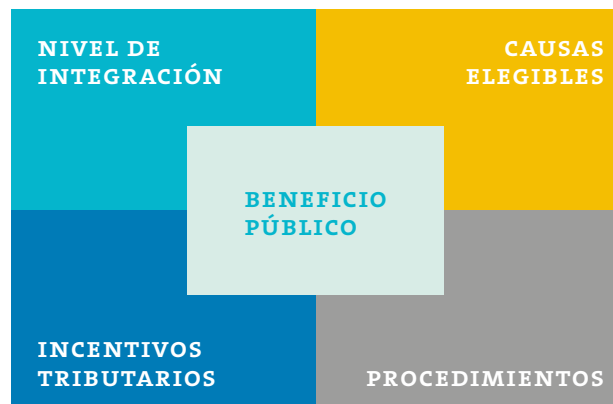 NIVEL DE
INTEGRACIÓN
CAUSAS
ELEGIBLES
BENEFICIO
PÚBLICO
INCENTIVOS
TRIBUTARIOS
PROCEDIMIENTOS